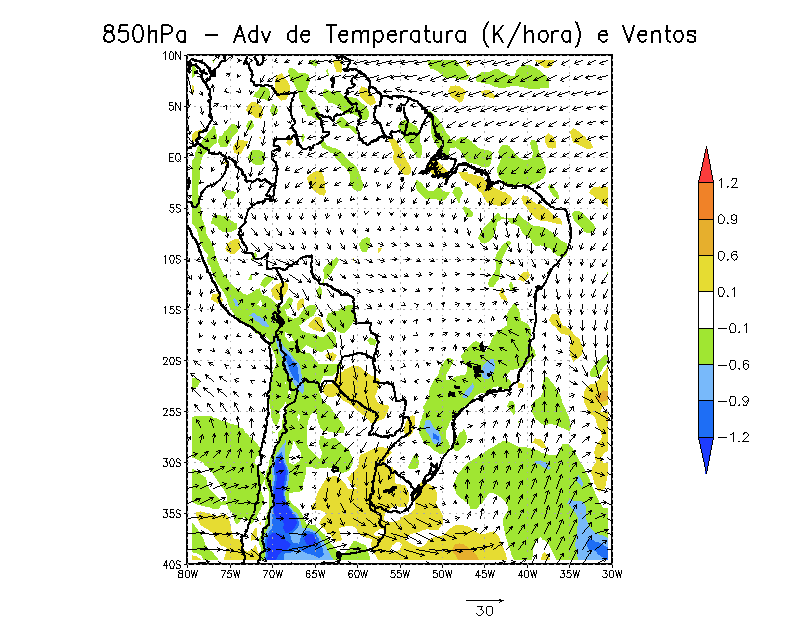 850hPa - Adv de Temperatura (K/hora) e Ventos
10N
5N
EQ
5S
10S
15S
20S
25S
30S
35S
40S
80W 75W 70W 65W 60W 55W 50W 45W 40W 35W 30W
1.2
0.9
0.6
0.1
-0.1
-0.6
-0.9
-1.2
30